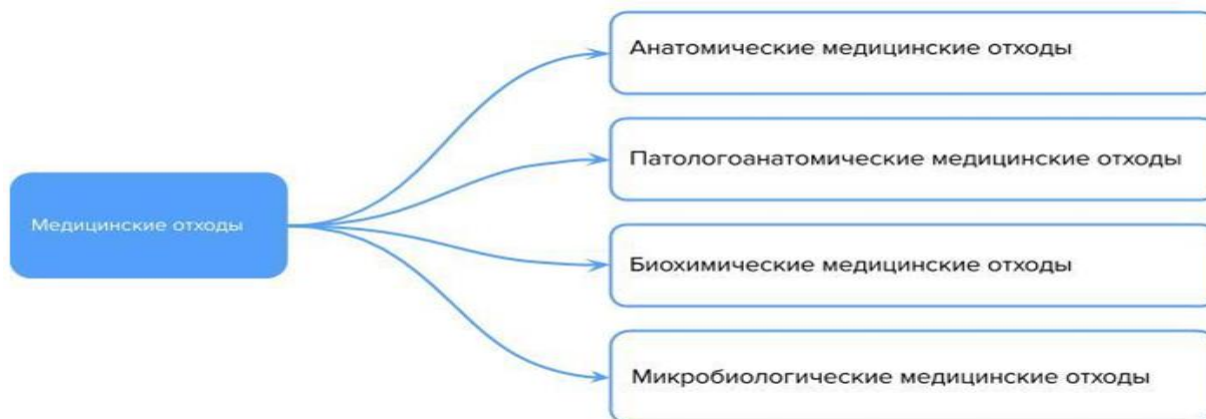 Анатомические медицинские отходы
Патологоанатомические медицинские отходы
Медицинские отходы
Биохимические медицинские отходы
Микробиологические медицинские отходы